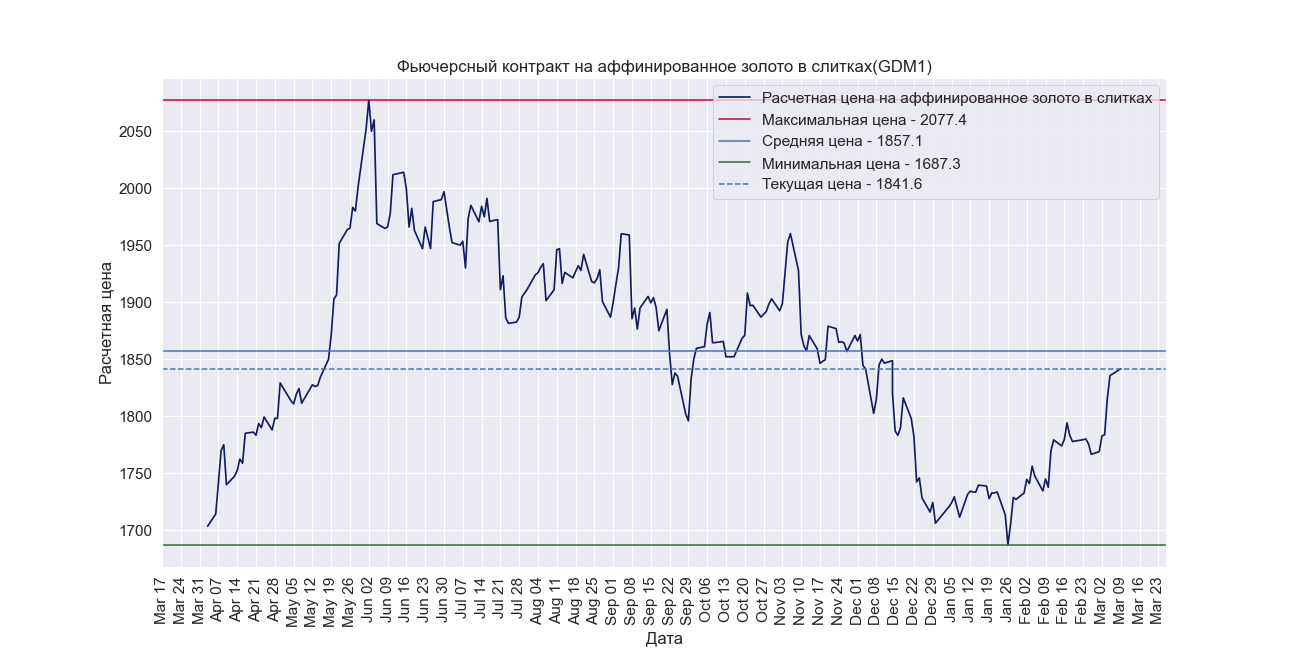 Фьючерсный контракт на аффинированное золото в слитках(GDM1)
Расчетная цена на аффинированное золото в слитках
Максимальная цена - 2077.4
Средняя цена - 1857.1
Минимальная цена - 1687.3
Текущая цена - 1841.6
Расчетная цена
2050
2000
1950
1900
1850
1800
1750
1700
Mar 17
Mar 24
Mar 31
Apr 07
Apr 14
Apr 21
Apr 28
May 05
May 12
May 19
May 26
Jun 02
Jun 09
Jun 16
Jun 23
Jun 30
Jul 07
Jul 14
Jul 21
Jul 28
Aug 04
Aug 11
Aug 18
Aug 25
Sep 01
Sep 08
Sep 15
Sep 22
Sep 29
Oct 06
Oct 13
Oct 20
Oct 27
Nov 03
Nov 10
Nov 17
Nov 24
Dec 01
Dec 08
Dec 15
Dec 22
Dec 29
Jan 05
Jan 12
Jan 19
Jan 26
Feb 02
Feb 09
Feb 16
Feb 23
Mar 02
Mar 09
Mar 16
Mar 23
Дата